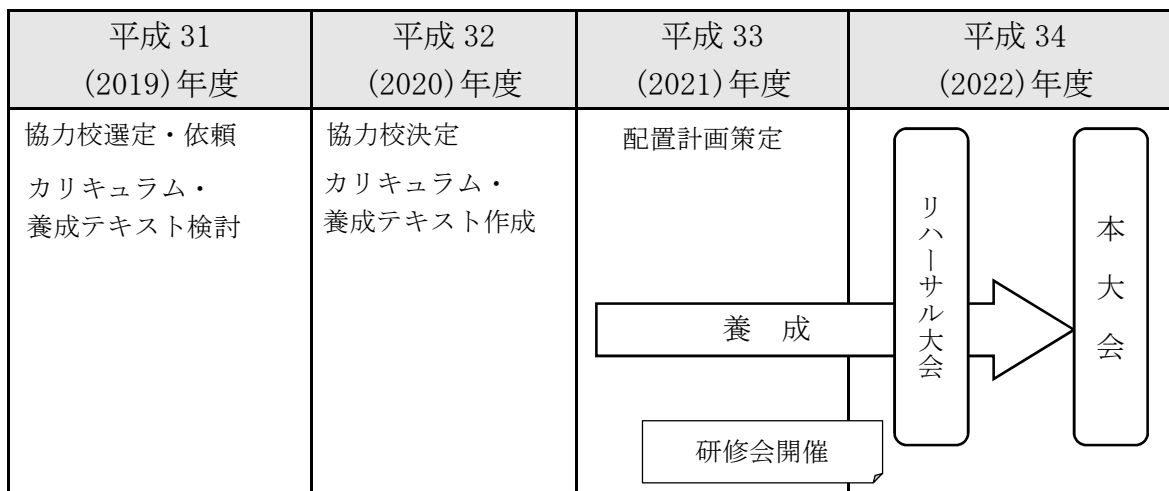 平成 31
(2019)年度
平成 32
(2020)年度
平成 33
(2021)年度
平成 34
(2022)年度
協力校選定・依頼
カリキュラム・
養成テキスト検討
協力校決定
カリキュラム・
養成テキスト作成
配置計画策定
養 成
研修会開催
リハーサル大会
本大会